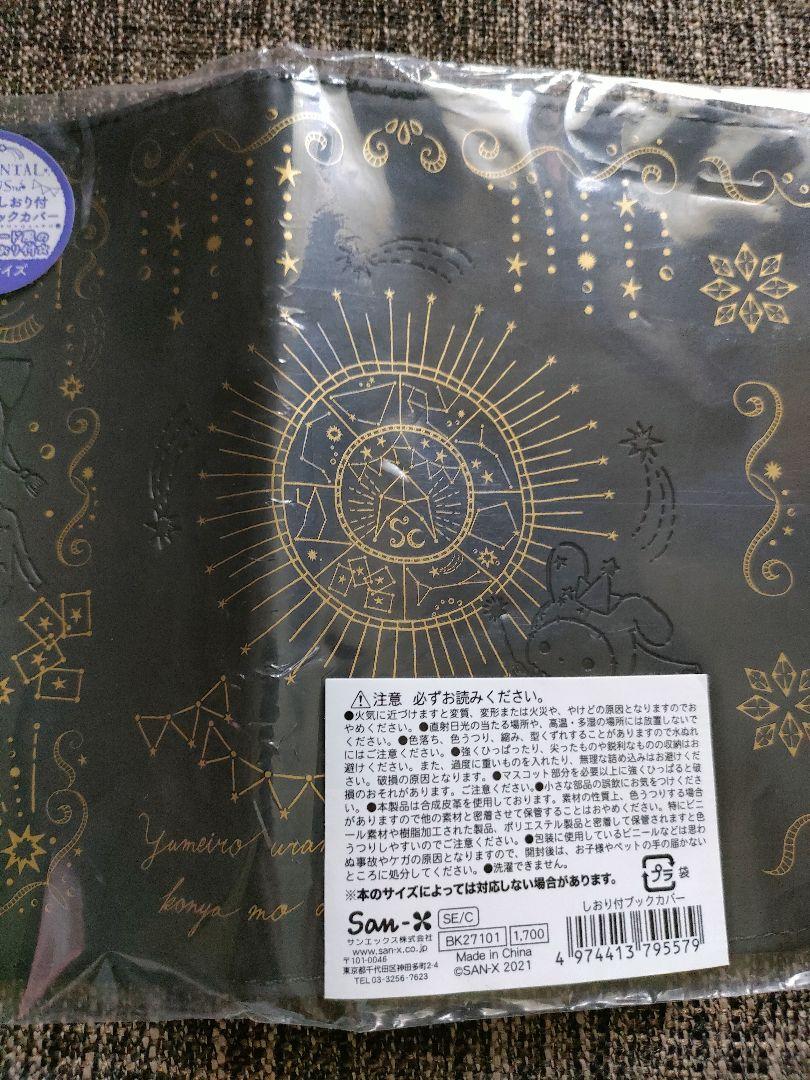 NTAL
しおり付
ックカバー
ード風の
おり付き
イズ
Sc
Yumeiro uran
konya mo
⚠注意 必ずお読みください。
●火気に近づけますと変質、変形または火災や、やけどの原因となりますのでお
やめください。●直射日光の当たる場所や、高温・多湿の場所には放置しないで
ください。●色落ち、色うつり、縮み、型くずれすることがありますので水ぬれ
にはご注意ください。●強くひっぱったり、尖ったものや鋭利なものの収納はお
避けください。また、過度に重いものを入れたり、無理な詰め込みはお避けくだ
さい。破損の原因となります。●マスコット部分を必要以上に強くひっぱると破
損のおそれがあります。ご注意ください。●小さな部品の誤飲にお気をつけくださ
い。●本製品は合成皮革を使用しております。素材の性質上、色うつりする場合
がありますので他の素材と密着させて保管することはおやめください。特にビニ
ール素材や樹脂加工された製品、ポリエステル製品と密着して保管されますと色
うつりしやすいのでご注意ください。●包装に使用しているビニールなどは思わ
ぬ事故やケガの原因となりますので、開封後は、お子様やペットの手の届かない
ところに処分してください。●洗濯できません。
※本のサイズによっては対応しない場合があります。
プラ 袋
しおり付ブックカバー
San-X SE/C
サンエックス株式会社
www.san-x.co.jp
〒101-0046
東京都千代田区神田多町2-4
TEL 03-3256-7623
BK27101 1,700
Made in China
©SAN-X 2021
4 974413 795579